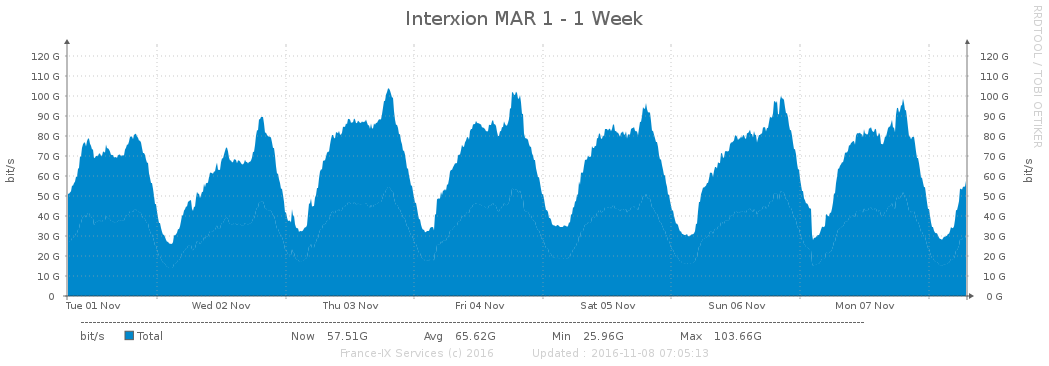 Interxion MAR 1 - 1 Week
RRDTOOL / TOBI OETIKER
bit/s
120 G 120 G
110 G 110 G
100 G 100 G
90 G 90 G
80 G 80 G
70 G 70 G
60 G 60 G
50 G 50 G
40 G 40 G
30 G 30 G
20 G 20 G
10 G 10 G
0 0 G
bit/s
Tue 01 Nov Wed 02 Nov Thu 03 Nov Fri 04 Nov Sat 05 Nov Sun 06 Nov Mon 07 Nov
bit/s Total Now 57.51G Avg 65.62G Min 25.96G Max 103.66G
France-IX Services (c) 2016 Updated : 2016-11-08 07:05:13